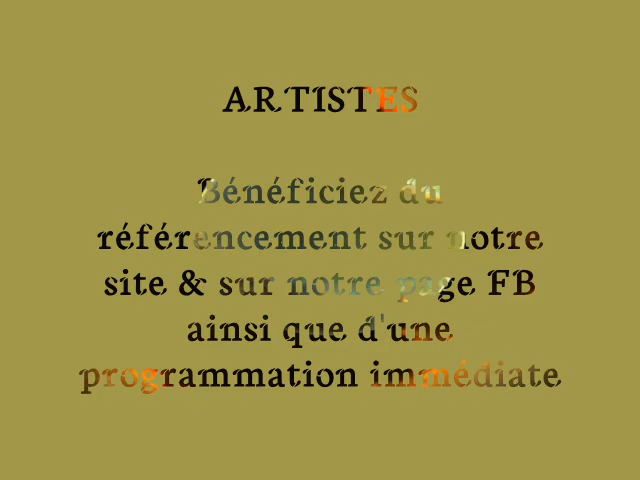 ARTISTES
Bénéficiez du
référencement sur notre
site & sur notre page FB
ainsi que d'une
programmation immédiate